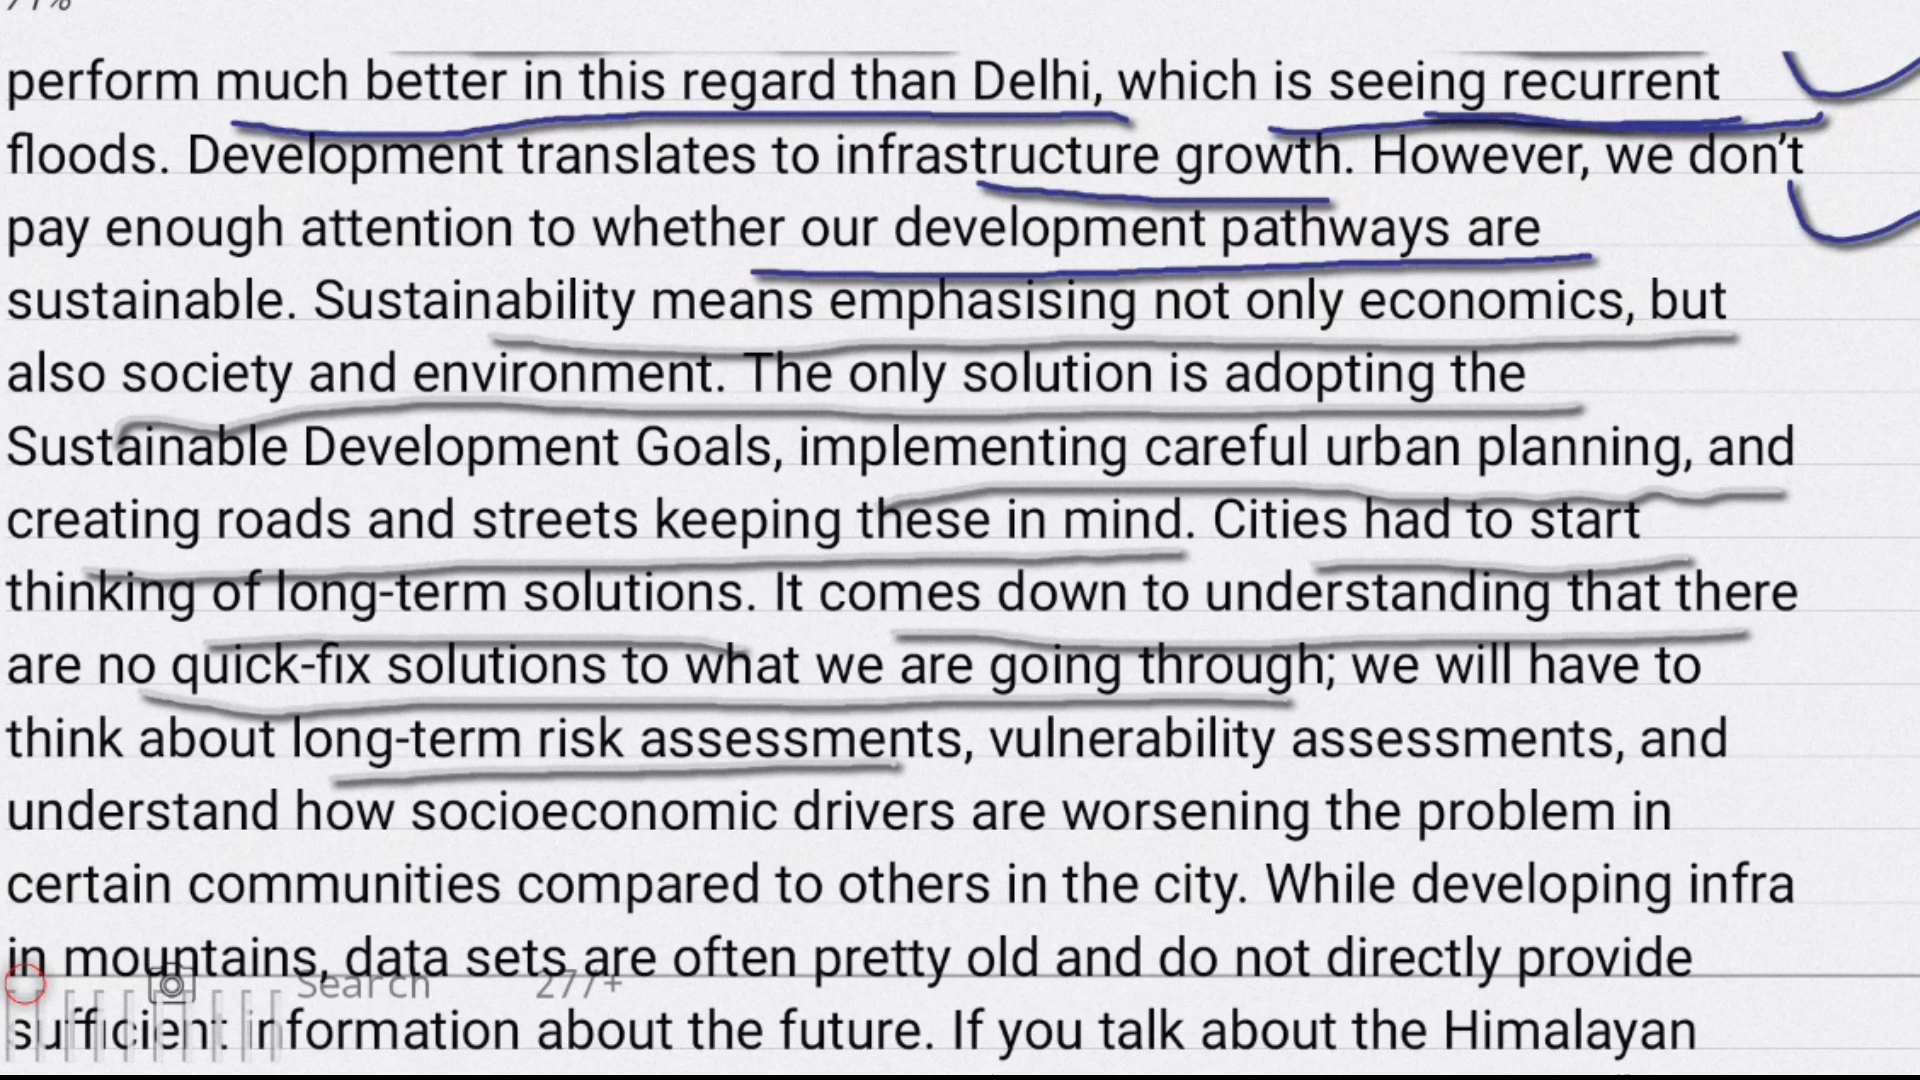 71%
perform much better in this regard than Delhi, which is seeing recurrent
floods. Development translates to infrastructure growth. However, we don’t
pay enough attention to whether our development pathways are
sustainable. Sustainability means emphasising not only economics, but
also society and environment. The only solution is adopting the
Sustainable Development Goals, implementing careful urban planning, and
creating roads and streets keeping these in mind. Cities had to start
thinking of long-term solutions. It comes down to understanding that there
are no quick-fix solutions to what we are going through; we will have to
think about long-term risk assessments, vulnerability assessments, and
understand how socioeconomic drivers are worsening the problem in
certain communities compared to others in the city. While developing infra
in mountains, data sets are often pretty old and do not directly provide
Search 277+
sufficient information about the future. If you talk about the Himalayan